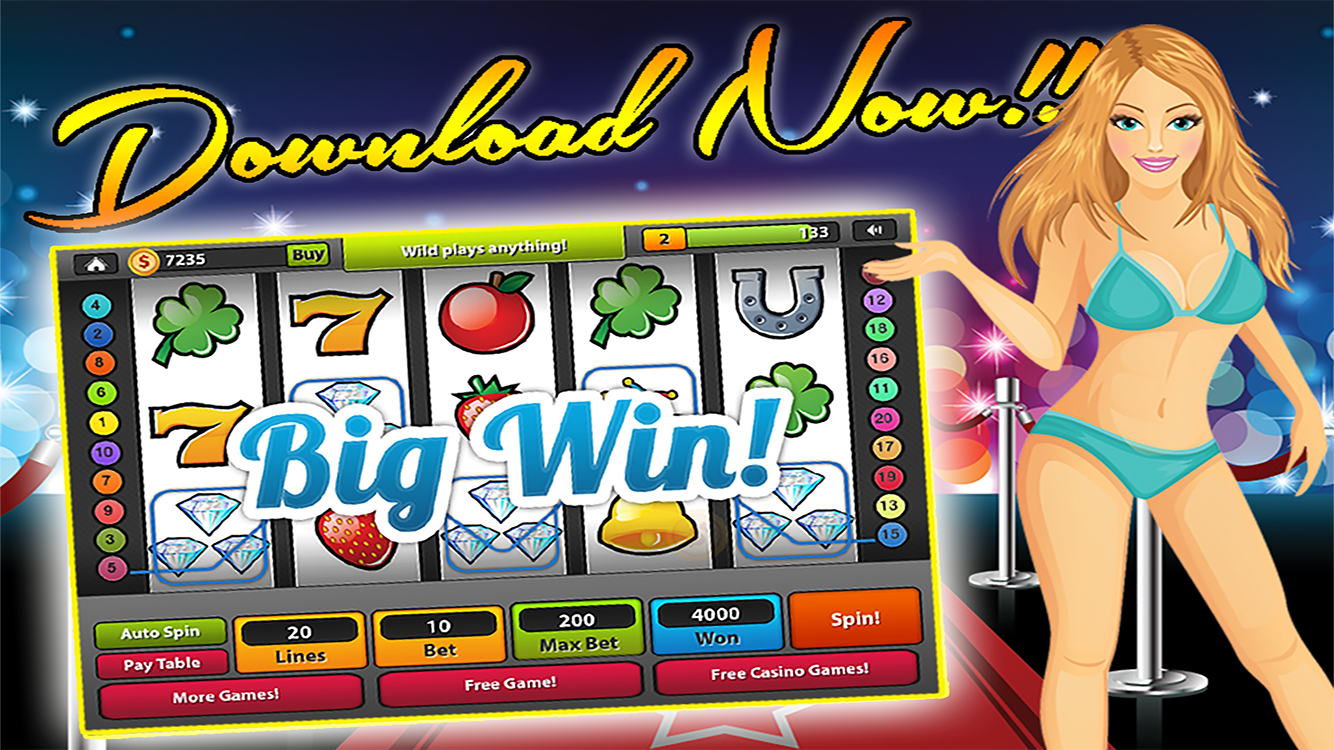 Download Now!!
$ 7235 Buy Wild plays anything! 2 133
4
2
8
6
1
10
7
9
3
5
12
18
16
11
20
17
19
13
15
Big Win!
Auto Spin
Pay Table
20
Lines
10
Bet
200
Max Bet
4000
Won
Spin!
More Games! Free Game! Free Casino Games!